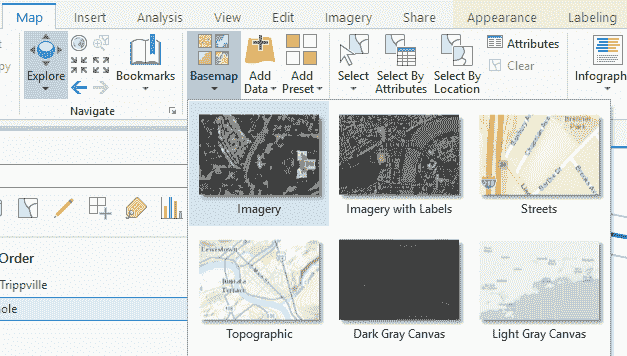 Map Insert Analysis View Edit Imagery Share Appearance Labeling
Explore Bookmarks Basemap Add Data Add Preset Select Select By Attributes Select By Location Attributes Clear Infograph
Navigate
Imagery Imagery with Labels Streets
Order
Trippville
ole
Topographic Dark Gray Canvas Light Gray Canvas